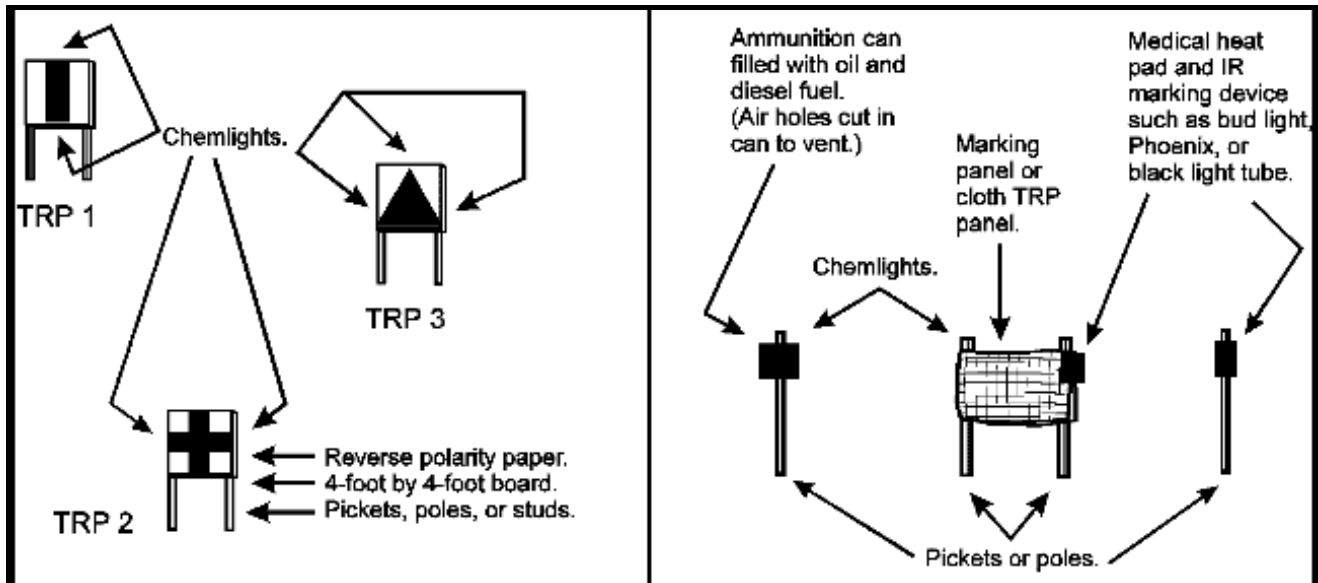 Chemlights.
TRP 1
TRP 3
Reverse polarity paper.
4-foot by 4-foot board.
Pickets, poles, or studs.
TRP 2
Ammunition can
filled with oil and
diesel fuel.
(Air holes cut in
can to vent.)
Marking
panel or
cloth TRP
panel.
Medical heat
pad and IR
marking device
such as bud light,
Phoenix, or
black light tube.
Chemlights.
Pickets or poles.